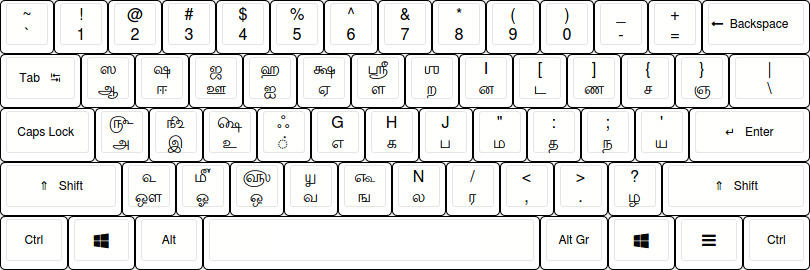 ~ ! @ # $ % ^ & * ( ) _ +
` 1 2 3 4 5 6 7 8 9 0 - = ← Backspace
ஸ ஷ ஜ ஹ க்ஷ ஸ்ரீ ஶ I [ ] { } |
Tab ↹ ஆ ஈ ஊ ஐ ஏ ள ற ன ட ண ச ஞ \
௹ ௺ ௸ ஃ G H J " : ; '
Caps Lock அ இ உ ் எ க ப ம த ந ய ↵ Enter
௳ ௴ ௵ ௶ ௷ N / < > ?
⇑ Shift ஔ ஓ ஒ வ ங ல ர , . ழ ⇑ Shift
Ctrl Alt Alt Gr Ctrl